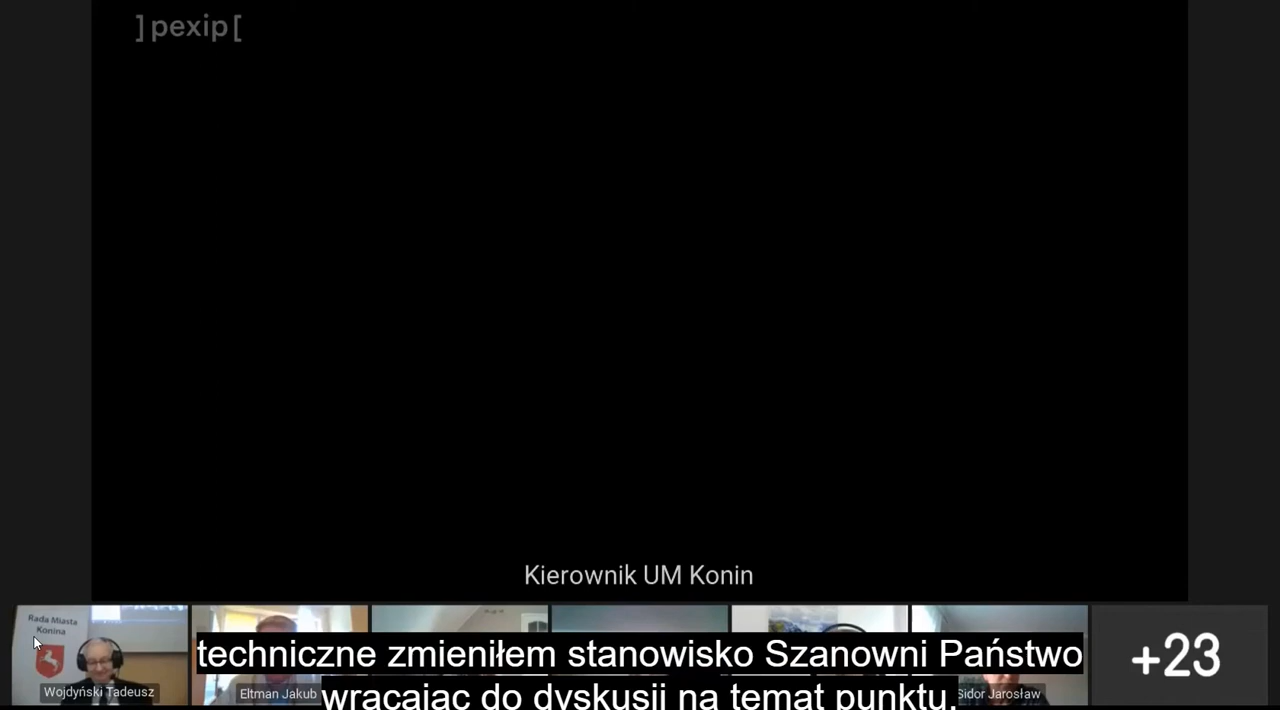 ]pexip[
Kierownik UM Konin
Rada Miasta
Konina
techniczne zmieniłem stanowisko Szanowni Państwo
wracając do dyskusji na temat punktu,
Wojdyński Tadeusz
Eltman Jakub
Sidor Jarosław
+23